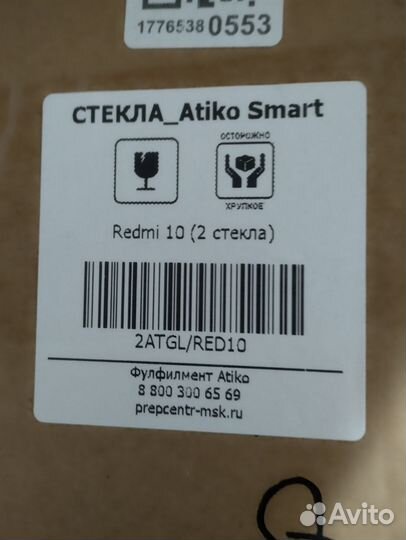 1776538 0553
СТЕКЛА_Atiko Smart
ОСТОРОЖНО
ХРУПКОЕ
Redmi 10 (2 стекла)
2ATGL/RED10
Фулфилмент Atiko
8 800 300 65 69
prepcentr-msk.ru
Avito